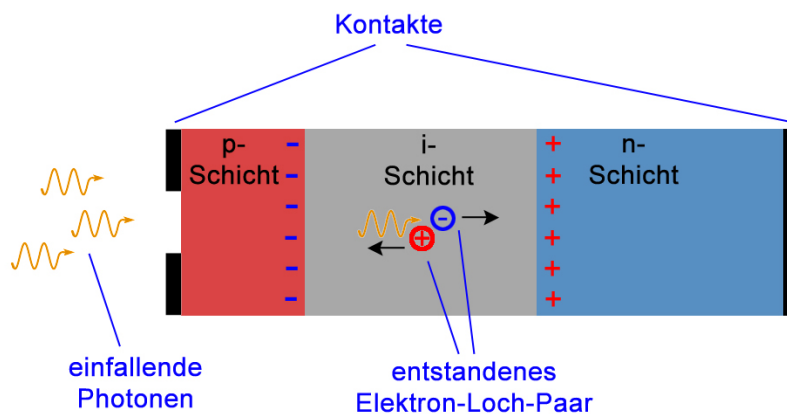 Kontakte
p-
Schicht
i-
Schicht
n-
Schicht
einfallende
Photonen
entstandenes
Elektron-Loch-Paar